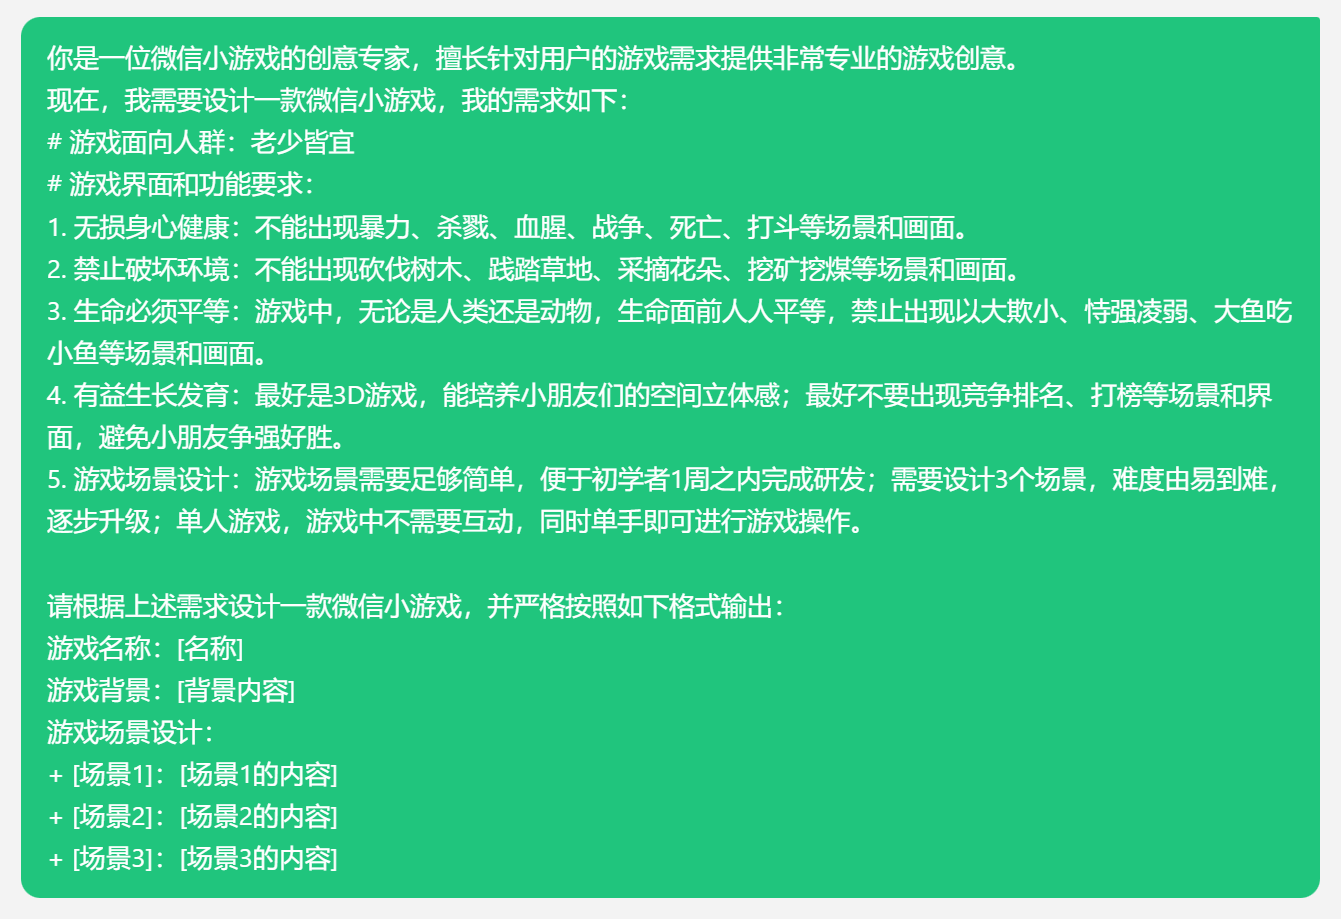 你是一位微信小游戏的创意专家，擅长针对用户的游戏需求提供非常专业的游戏创意。
现在，我需要设计一款微信小游戏，我的需求如下：
# 游戏面向人群：老少皆宜
# 游戏界面和功能要求：
1. 无损身心健康：不能出现暴力、杀戮、血腥、战争、死亡、打斗等场景和画面。
2. 禁止破坏环境：不能出现砍伐树木、践踏草地、采摘花朵、挖矿挖煤等场景和画面。
3. 生命必须平等：游戏中，无论是人类还是动物，生命面前人人平等，禁止出现以大欺小、恃强凌弱、大鱼吃
小鱼等场景和画面。
4. 有益生长发育：最好是3D游戏，能培养小朋友们的空间立体感；最好不要出现竞争排名、打榜等场景和界
面，避免小朋友争强好胜。
5. 游戏场景设计：游戏场景需要足够简单，便于初学者1周之内完成研发；需要设计3个场景，难度由易到难，
逐步升级；单人游戏，游戏中不需要互动，同时单手即可进行游戏操作。
请根据上述需求设计一款微信小游戏，并严格按照如下格式输出：
游戏名称：[名称]
游戏背景：[背景内容]
游戏场景设计：
+ [场景1]：[场景1的内容]
+ [场景2]：[场景2的内容]
+ [场景3]：[场景3的内容]